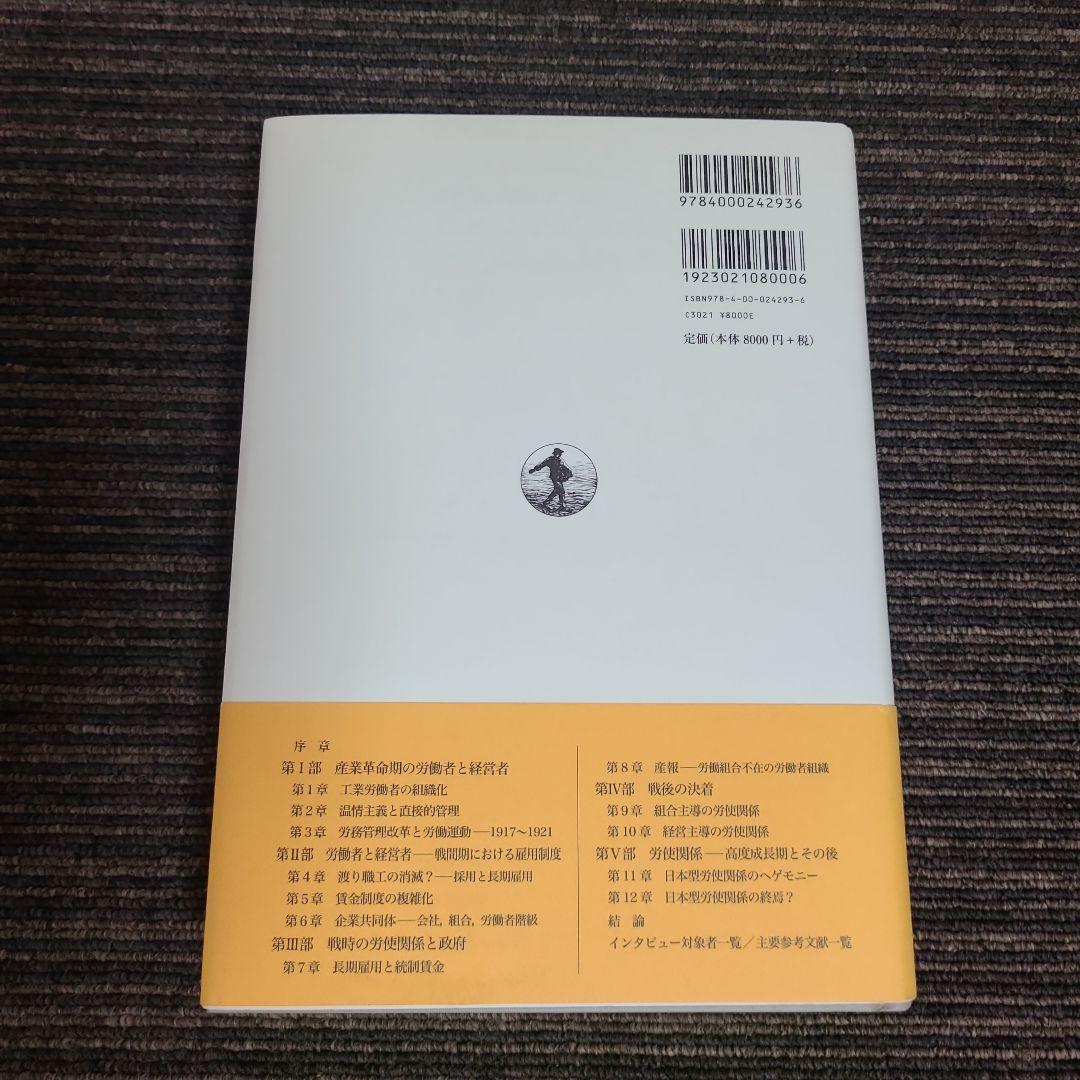 9784000242936
1923021080006
ISBN978-4-00-024293-6
C3021 ¥8000E
定価(本体 8000 円+税)
序 章
第Ⅰ部 産業革命期の労働者と経営者
第1章 工業労働者の組織化
第2章 温情主義と直接的管理
第3章 労務管理改革と労働運動──1917〜1921
第Ⅱ部 労働者と経営者──戦間期における雇用制度
第4章 渡り職工の消滅?──採用と長期雇用
第5章 賃金制度の複雑化
第6章 企業共同体──会社, 組合, 労働者階級
第Ⅲ部 戦時の労使関係と政府
第7章 長期雇用と統制賃金
第8章 産報──労働組合不在の労働者組織
第Ⅳ部 戦後の決着
第9章 組合主導の労使関係
第10章 経営主導の労使関係
第Ⅴ部 労使関係──高度成長期とその後
第11章 日本型労使関係のヘゲモニー
第12章 日本型労使関係の終焉?
結 論
インタビュー対象者一覧/主要参考文献一覧